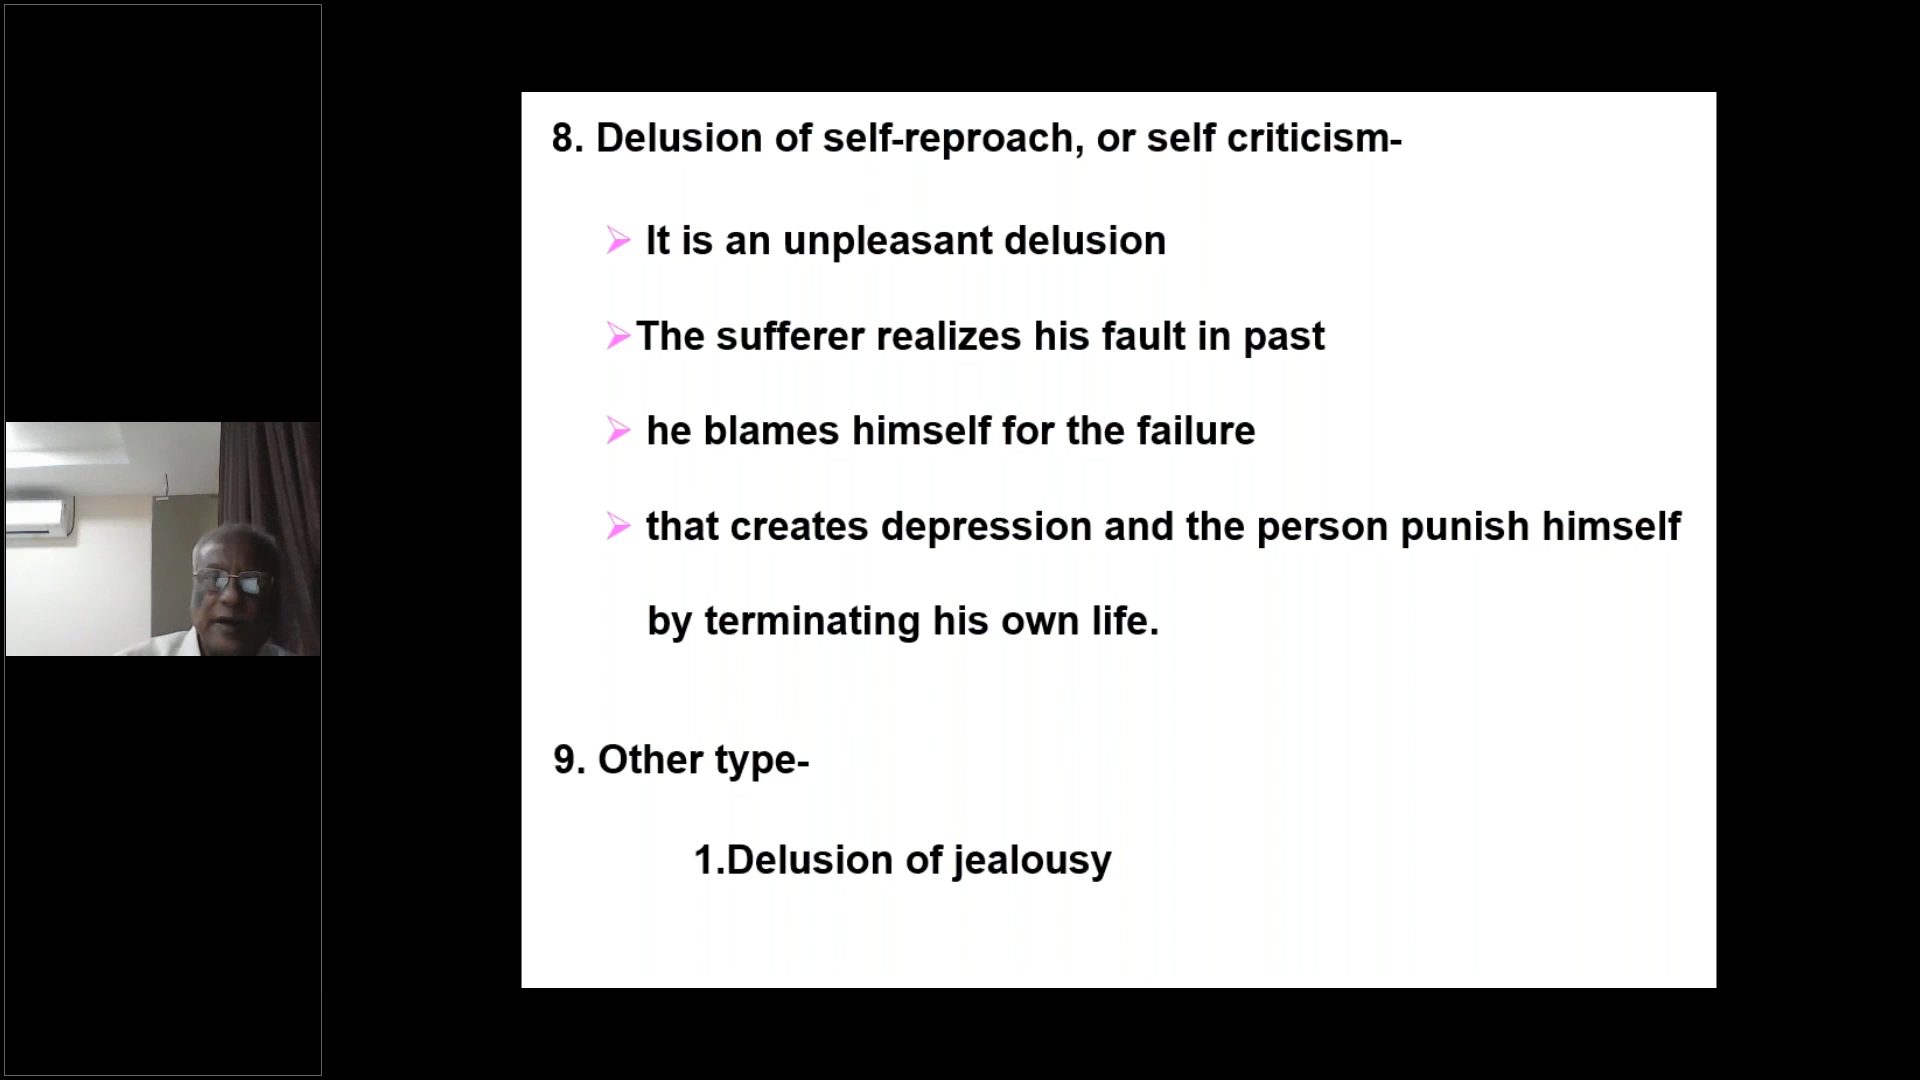 8. Delusion of self-reproach, or self criticism-
➢ It is an unpleasant delusion
➢The sufferer realizes his fault in past
➢ he blames himself for the failure
➢ that creates depression and the person punish himself
by terminating his own life.
9. Other type-
1.Delusion of jealousy